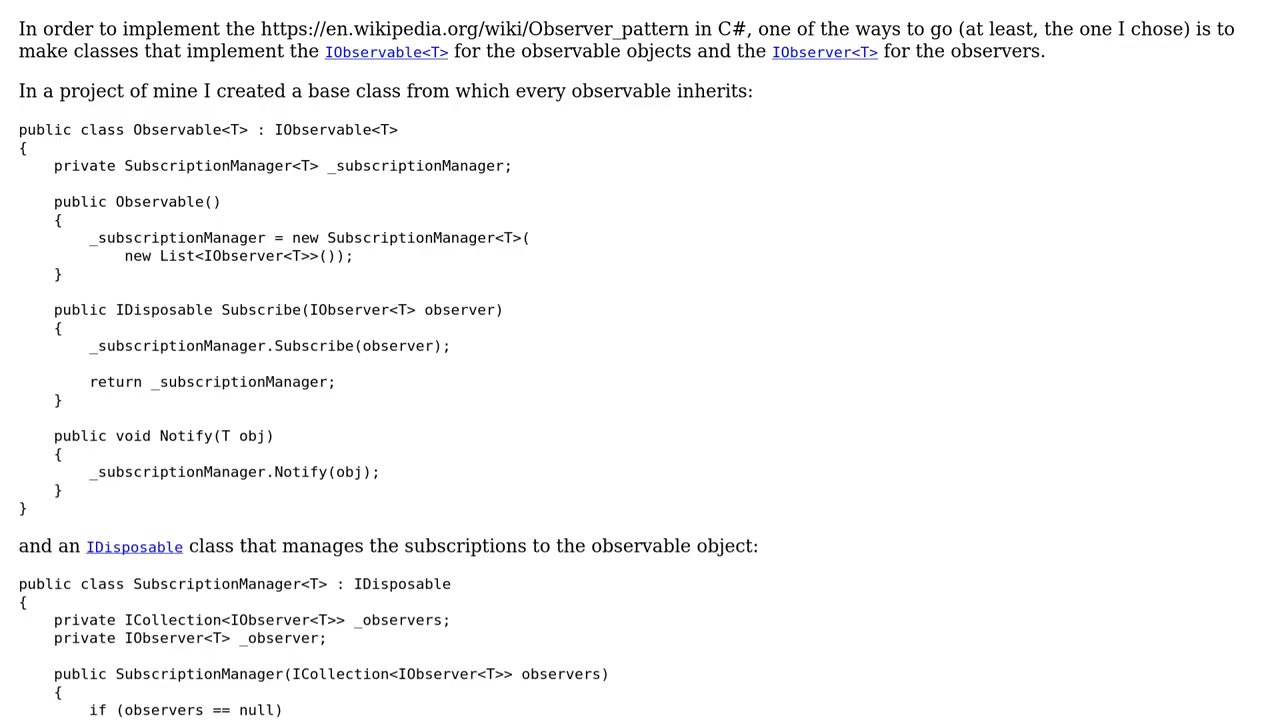 In order to implement the https://en.wikipedia.org/wiki/Observer_pattern in C#, one of the ways to go (at least, the one I chose) is to
make classes that implement the IObservable<T> for the observable objects and the IObserver<T> for the observers.
In a project of mine I created a base class from which every observable inherits:
public class Observable<T> : IObservable<T>
{
    private SubscriptionManager<T> _subscriptionManager;

    public Observable()
    {
        _subscriptionManager = new SubscriptionManager<T>(
            new List<IObserver<T>>());
    }

    public IDisposable Subscribe(IObserver<T> observer)
    {
        _subscriptionManager.Subscribe(observer);

        return _subscriptionManager;
    }

    public void Notify(T obj)
    {
        _subscriptionManager.Notify(obj);
    }
}
and an IDisposable class that manages the subscriptions to the observable object:
public class SubscriptionManager<T> : IDisposable
{
    private ICollection<IObserver<T>> _observers;
    private IObserver<T> _observer;

    public SubscriptionManager(ICollection<IObserver<T>> observers)
    {
        if (observers == null)